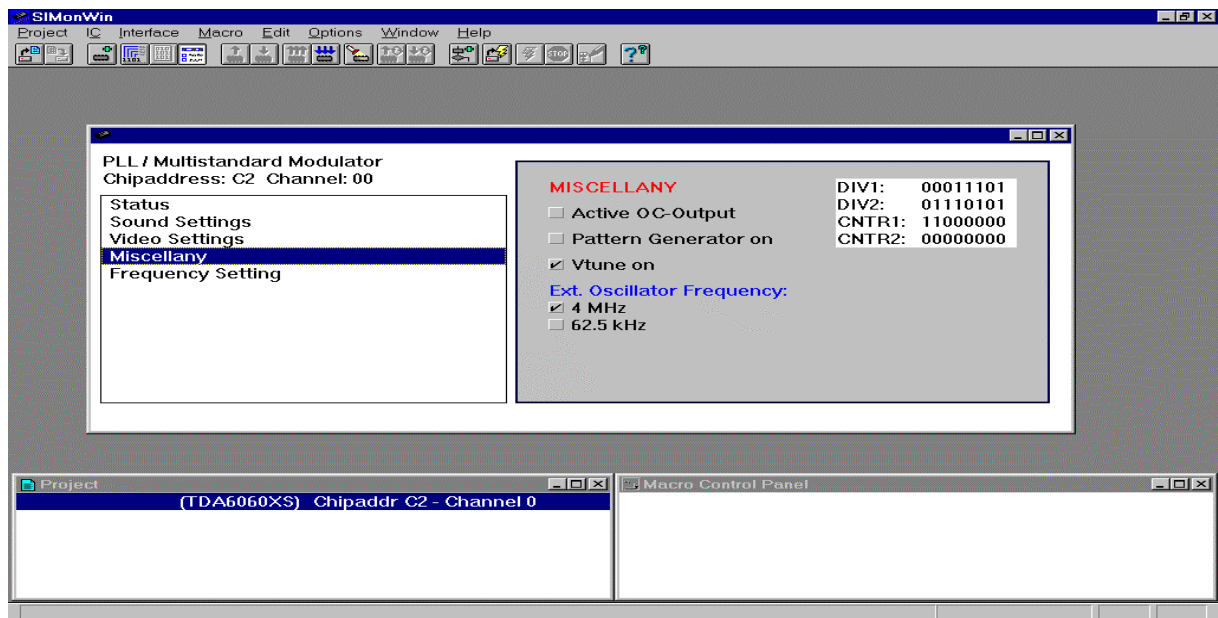 SIMonWin
Project IC Interface Macro Edit Options Window Help
PLL / Multistandard Modulator
Chipaddress: C2 Channel: 00
Status
Sound Settings
Video Settings
Miscellany
Frequency Setting
MISCELLANY
Active OC-Output
Pattern Generator on
Vtune on
Ext. Oscillator Frequency:
4 MHz
62.5 kHz
DIV1: 00011101
DIV2: 01110101
CNTR1: 11000000
CNTR2: 00000000
Project
(TDA6060XS) Chipaddr C2 - Channel 0
Macro Control Panel